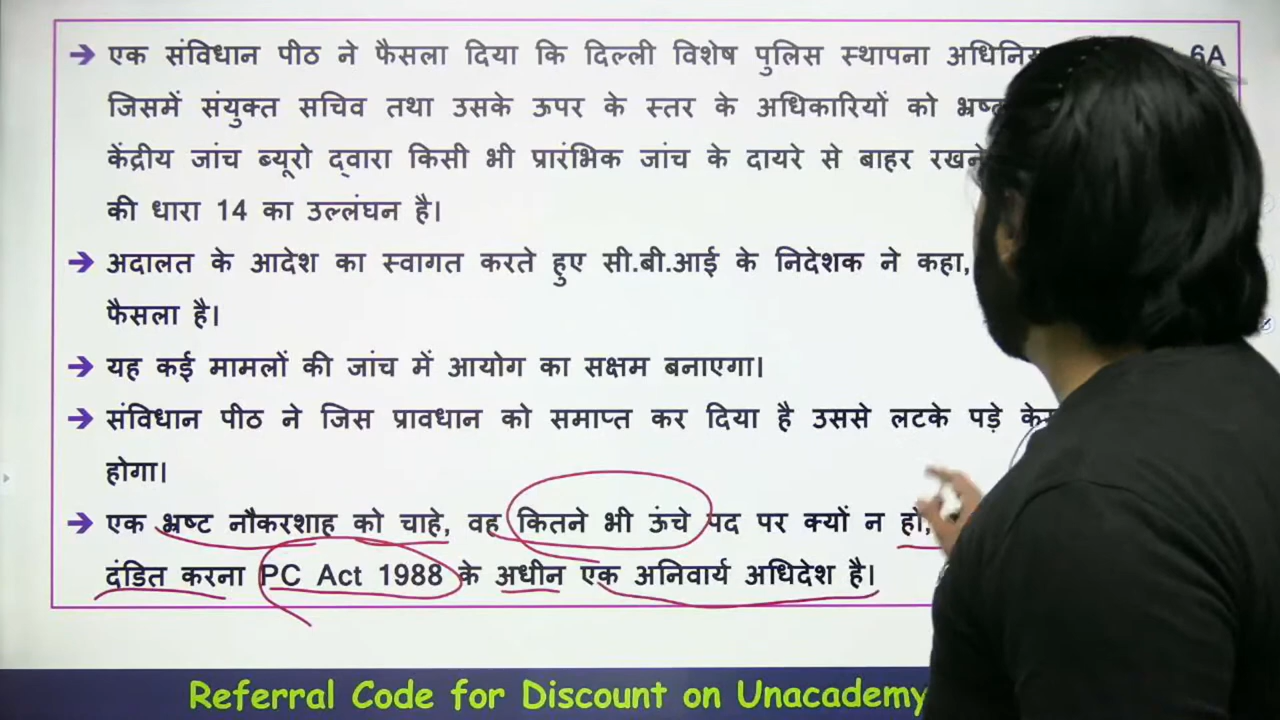 → एक संविधान पीठ ने फैसला दिया कि दिल्ली विशेष पुलिस स्थापना 6A
जिसमें संयुक्त सचिव तथा उसके ऊपर के स्तर के अधिकारियों को
केंद्रीय जांच ब्यूरो द्वारा किसी भी प्रारंभिक जांच के दायरे से बाहर
की धारा 14 का उल्लंघन है।
→ अदालत के आदेश का स्वागत करते हुए सी.बी.आई के निदेशक ने कहा,
फैसला है।
→ यह कई मामलों की जांच में आयोग का सक्षम बनाएगा।
→ संविधान पीठ ने जिस प्रावधान को समाप्त कर दिया है उससे लटके पड़े
होगा।
→ एक भ्रष्ट नौकरशाह को चाहे, वह कितने भी ऊंचे पद पर क्यों न हो,
दंडित करना PC Act 1988 के अधीन एक अनिवार्य अधिदेश है।
Referral Code for Discount on Unacademy